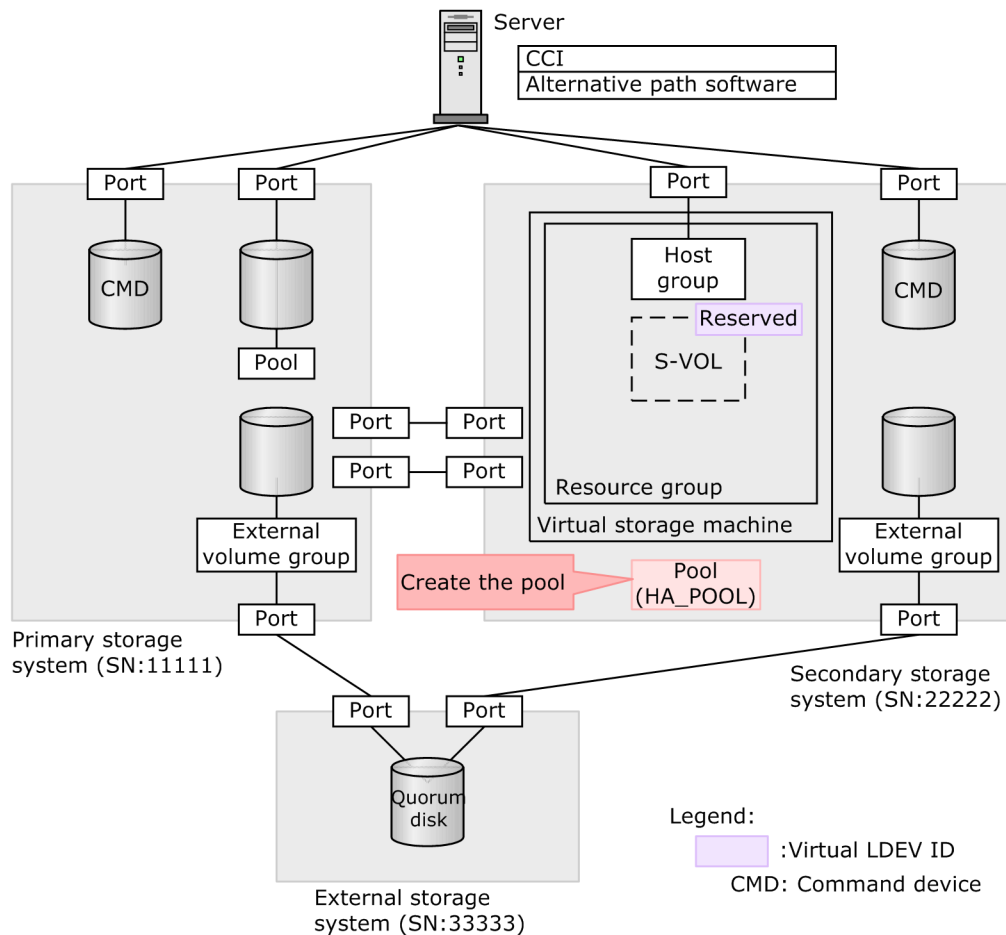 Server
CCI
Alternative path software
Port
Port
Port
Port
CMD
Host
group
CMD
Reserved
S-VOL
Pool
Port
Port
Port
Port
Resource group
Virtual storage machine
External
volume group
External
volume group
Create the pool
Pool
(HA_POOL)
Port
Port
Primary storage
system (SN:11111)
Secondary storage
system (SN:22222)
Port
Port
Quorum
disk
Legend:
:Virtual LDEV ID
CMD: Command device
External storage
system (SN:33333)